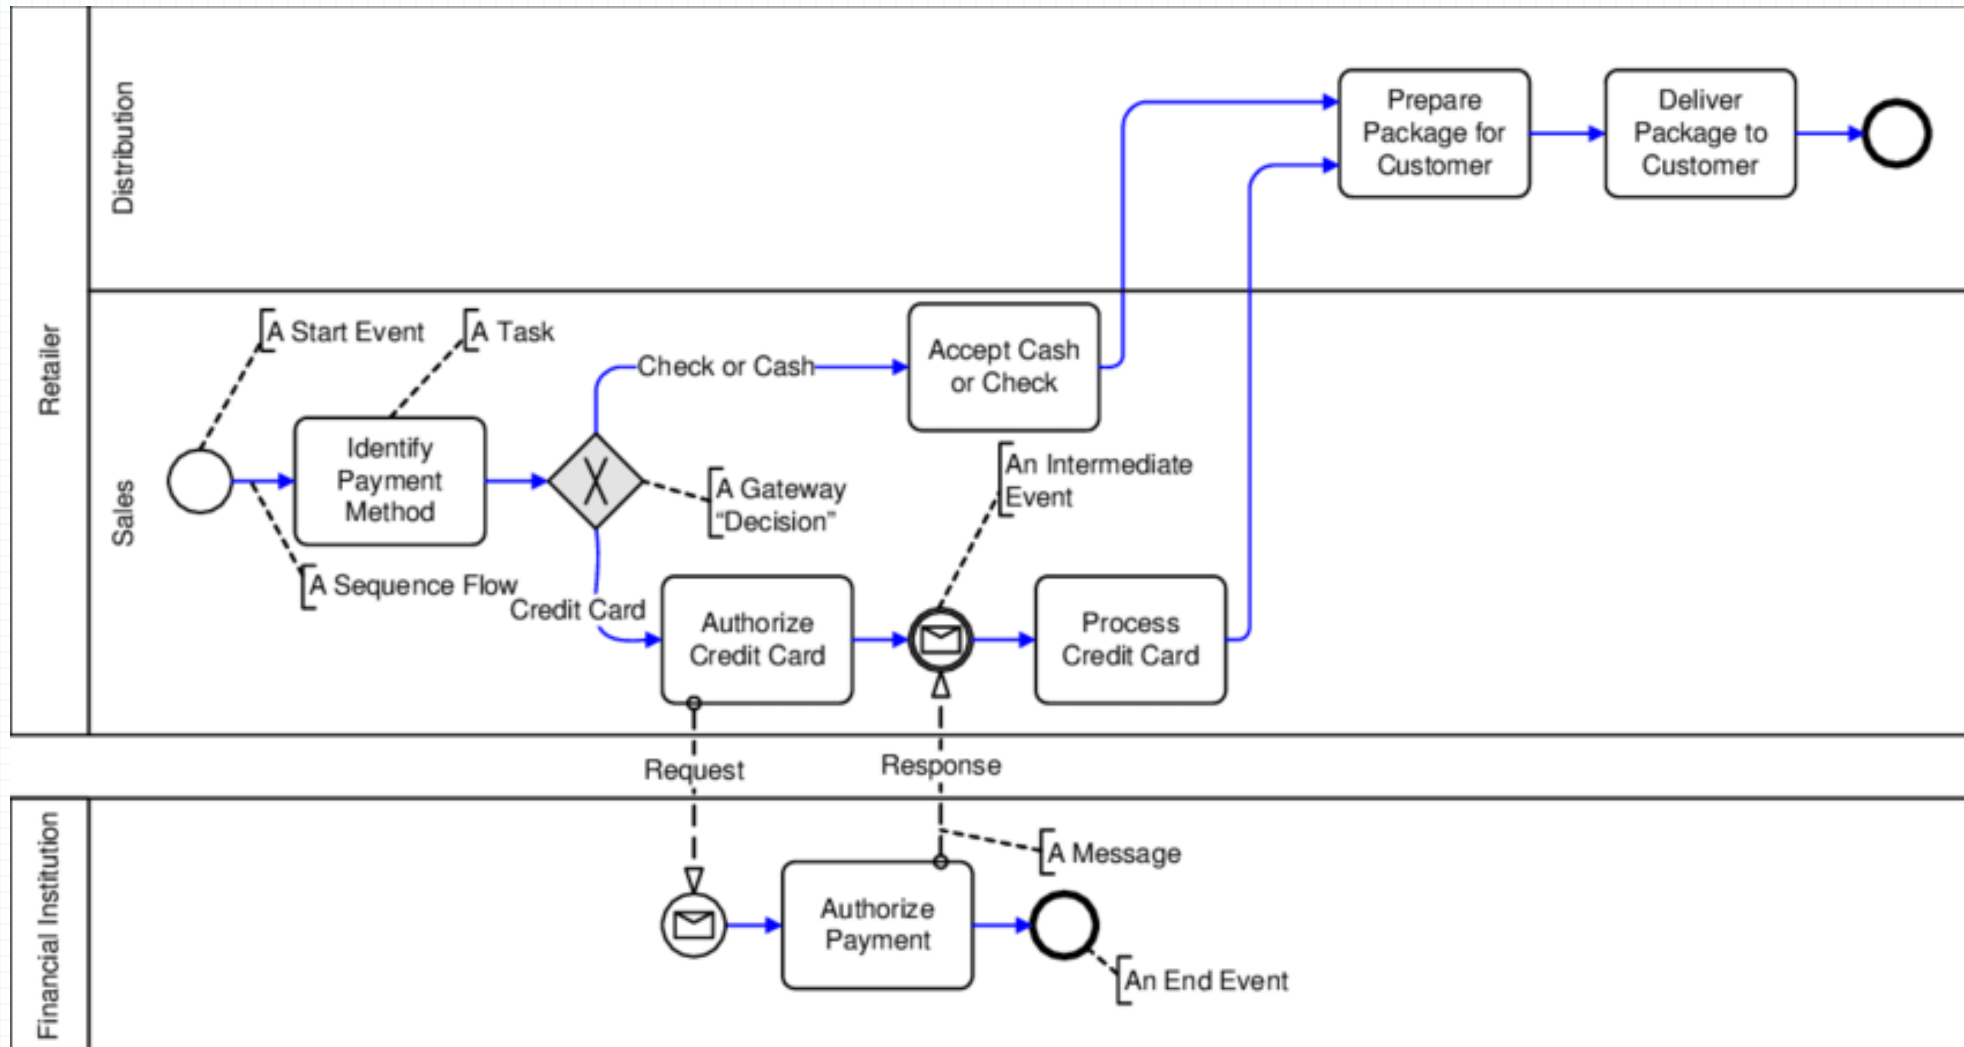 Retailer
Distribution
Prepare
Package for
Customer
Deliver
Package to
Customer
Sales
A Start Event
A Task
Identify
Payment
Method
A Sequence Flow
Check or Cash
Accept Cash
or Check
A Gateway
“Decision”
An Intermediate
Event
Credit Card
Authorize
Credit Card
Process
Credit Card
Request
Response
Financial Institution
A Message
Authorize
Payment
An End Event